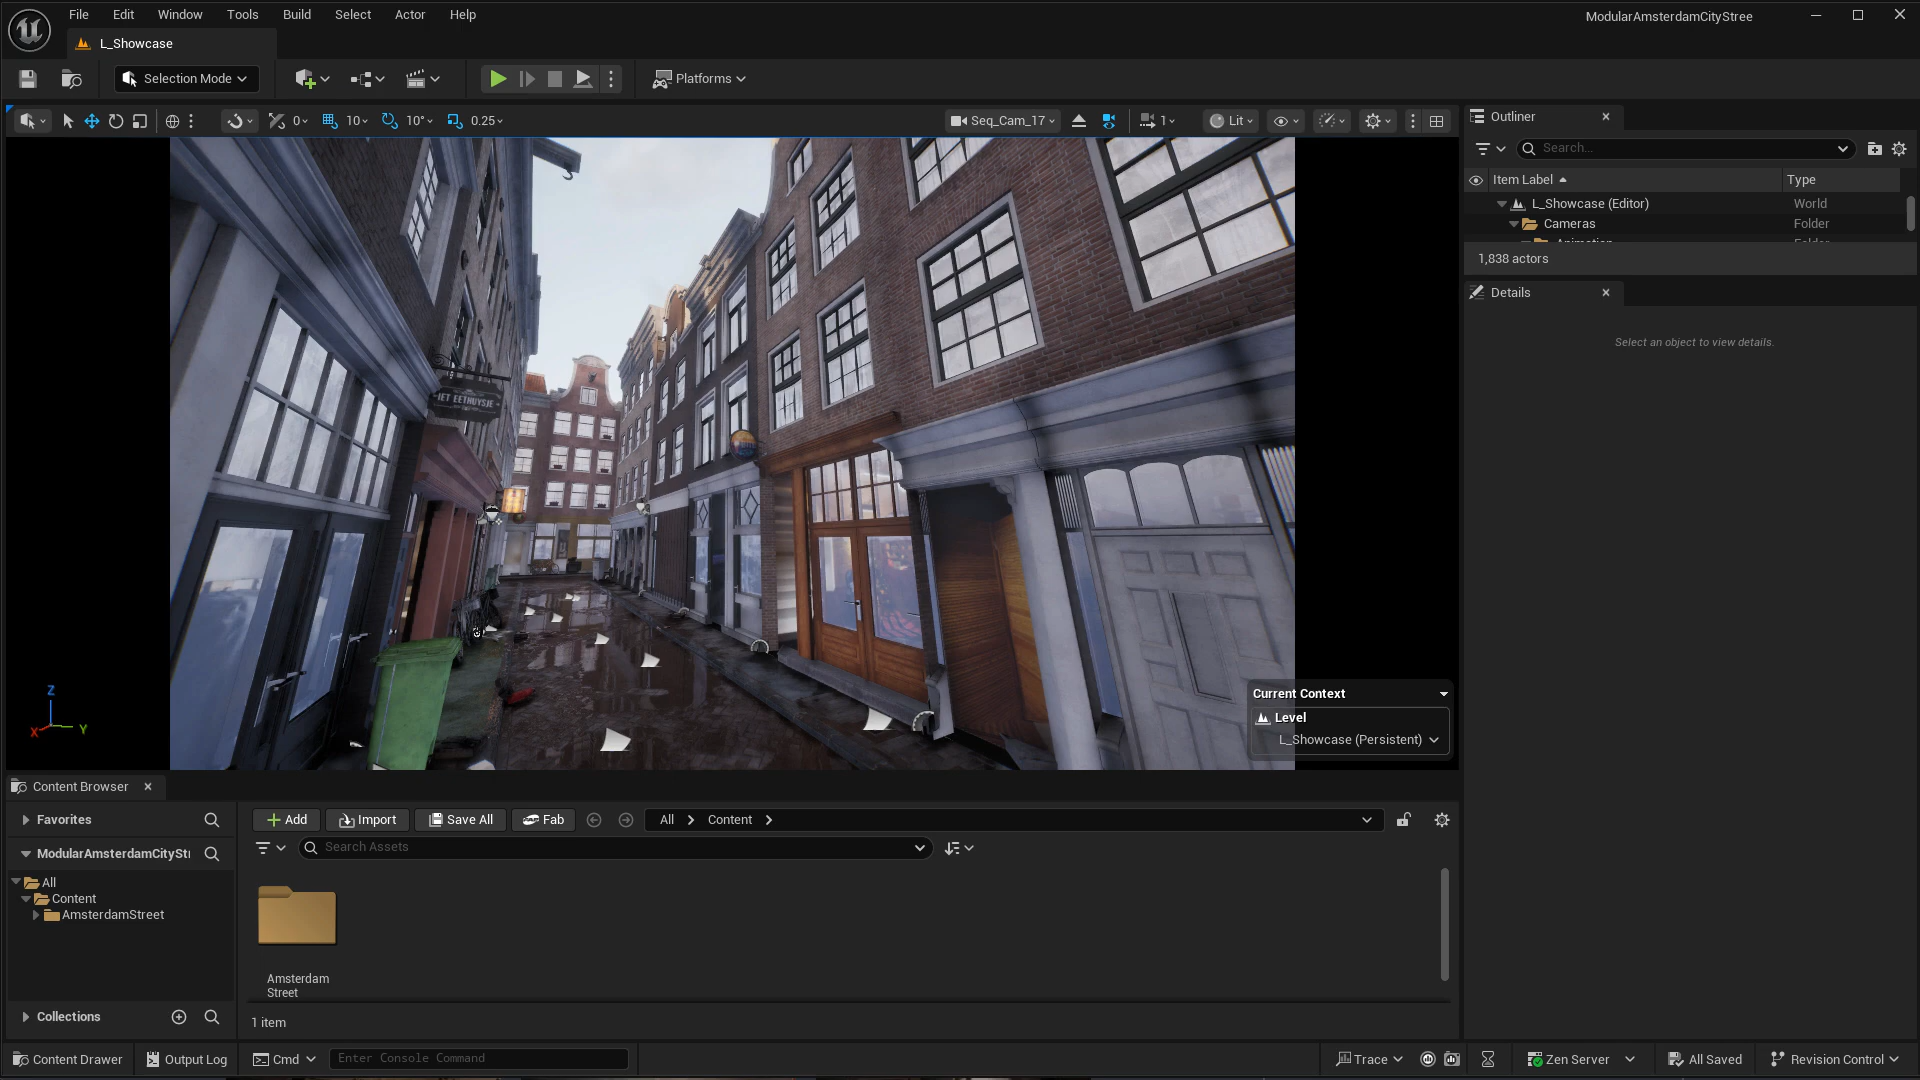 File Edit Window Tools Build Select Actor Help
ModularAmsterdamCityStree
L_Showcase
Selection Mode
Platforms
0 10 10° 0.25
Seq_Cam_17
1
Lit
Outliner
Search...
Item Label Type
L_Showcase (Editor) World
Cameras Folder
Animation Folder
1,838 actors
Details
Select an object to view details.
EETHUYSJE
Z
X Y
Current Context
Level
L_Showcase (Persistent)
Content Browser
Favorites
ModularAmsterdamCityStr
All
Content
AmsterdamStreet
Collections
Add Import Save All Fab
All Content
Search Assets
Amsterdam
Street
1 item
Content Drawer Output Log Cmd Enter Console Command
Trace Zen Server All Saved Revision Control